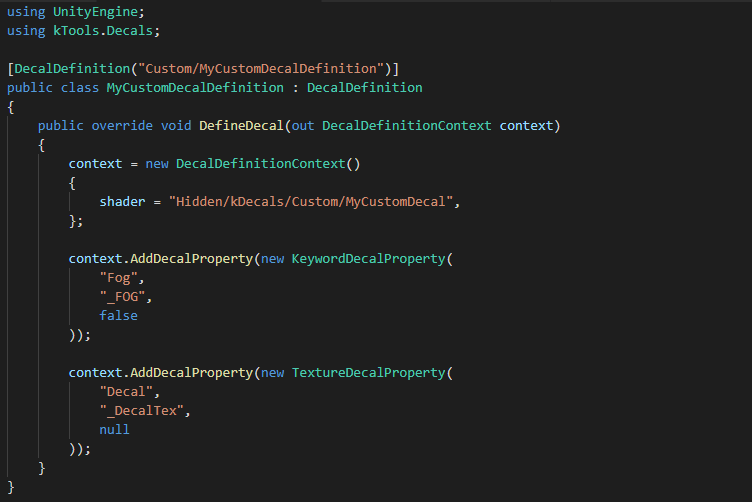 using UnityEngine;
using kTools.Decals;
[DecalDefinition("Custom/MyCustomDecalDefinition")]
public class MyCustomDecalDefinition : DecalDefinition
{
    public override void DefineDecal(out DecalDefinitionContext context)
    {
        context = new DecalDefinitionContext()
        {
            shader = "Hidden/kDecals/Custom/MyCustomDecal",
        };
        context.AddDecalProperty(new KeywordDecalProperty(
            "Fog",
            "_FOG",
            false
        ));
        context.AddDecalProperty(new TextureDecalProperty(
            "Decal",
            "_DecalTex",
            null
        ));
    }
}